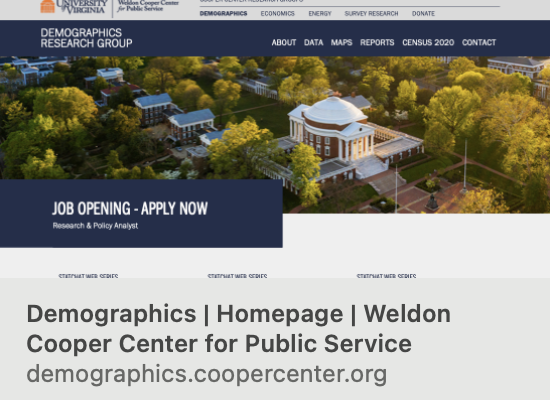 UNIVERSITY of VIRGINIA
Weldon Cooper Center
for Public Service
COOPER CENTER RESEARCH GROUPS
DEMOGRAPHICS ECONOMICS ENERGY SURVEY RESEARCH DONATE
DEMOGRAPHICS
RESEARCH GROUP
ABOUT DATA MAPS REPORTS CENSUS 2020 CONTACT
JOB OPENING - APPLY NOW
Research & Policy Analyst
STATCHAT WEB SERIES STATCHAT WEB SERIES STATCHAT WEB SERIES
Demographics | Homepage | Weldon
Cooper Center for Public Service
demographics.coopercenter.org